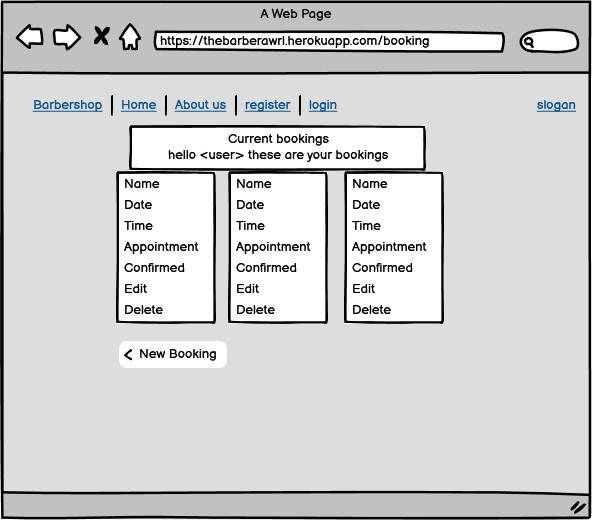 A Web Page
https://thebarberawrl.herokuapp.com/booking
Barbershop Home About us register login slogan
Current bookings
hello <user> these are your bookings
Name Name Name
Date Date Date
Time Time Time
Appointment Appointment Appointment
Confirmed Confirmed Confirmed
Edit Edit Edit
Delete Delete Delete
< New Booking